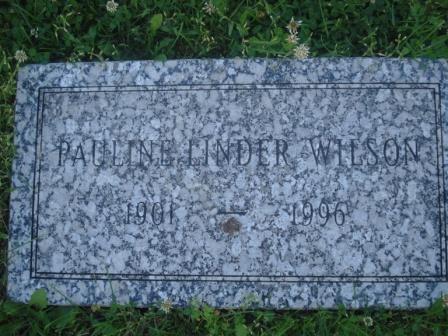 PAULINE LINDER WILSON
1901 — 1996